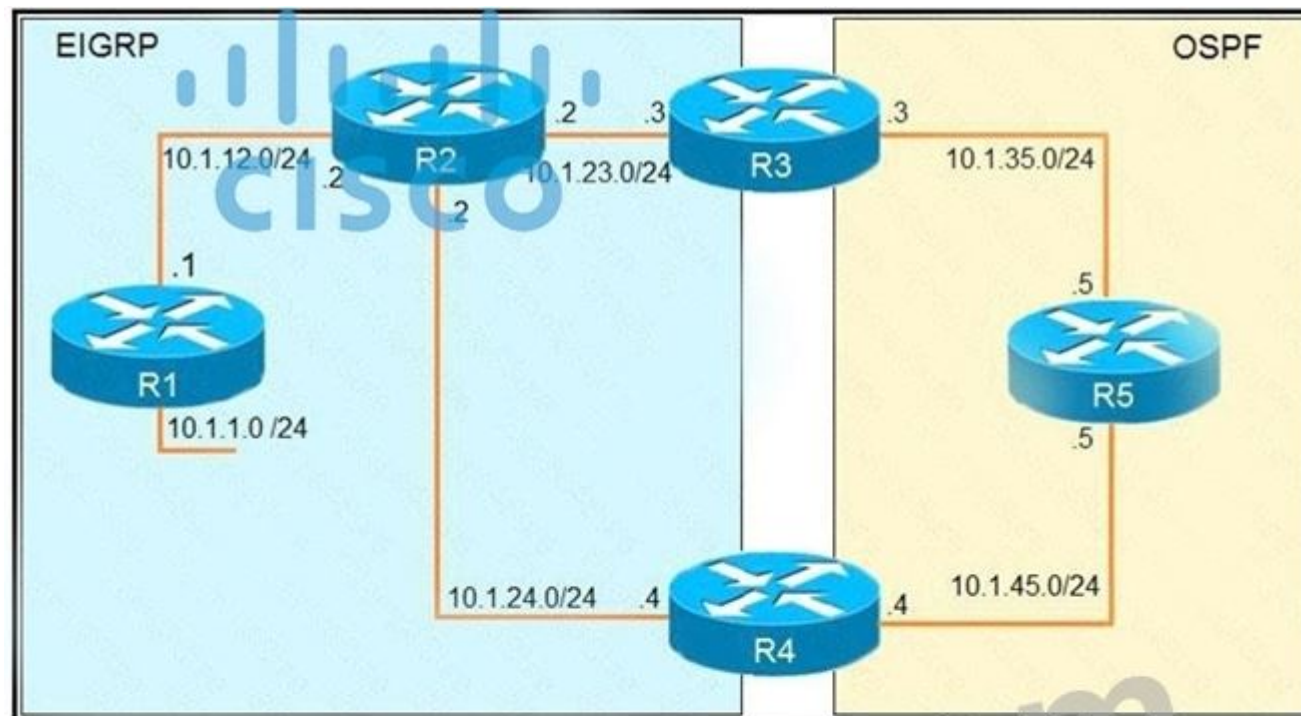 EIGRP
OSPF
CISCO
R2
.2
.3
R3
.3
10.1.12.0/24
.2
10.1.23.0/24
10.1.35.0/24
.2
.1
.5
R1
R5
10.1.1.0 /24
.5
10.1.24.0/24
.4
10.1.45.0/24
.4
R4